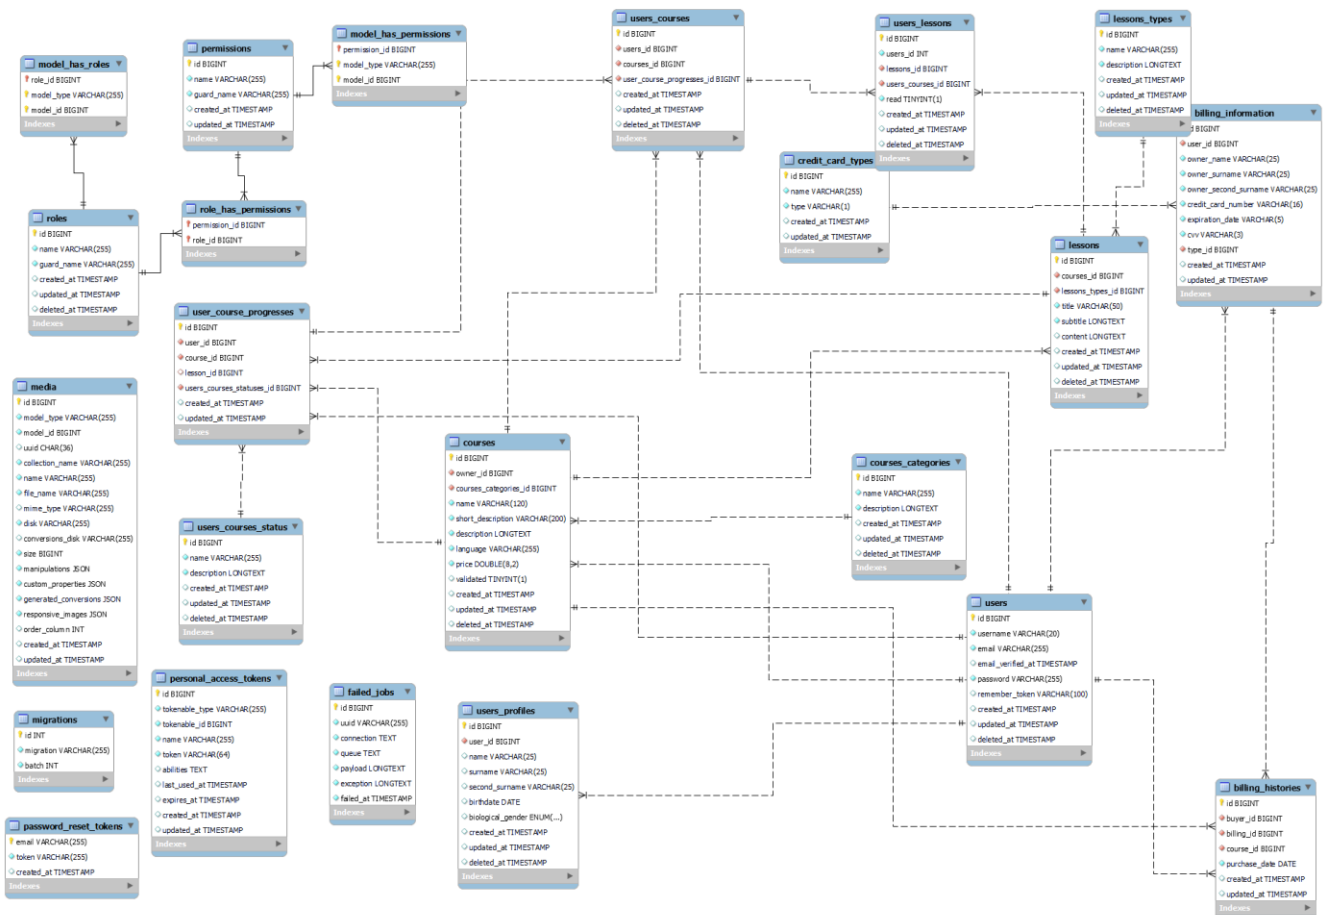 model_has_roles
role_id BIGINT
model_type VARCHAR(255)
model_id BIGINT
Indexes
permissions
id BIGINT
name VARCHAR(255)
guard_name VARCHAR(255)
created_at TIMESTAMP
updated_at TIMESTAMP
Indexes
model_has_permissions
permission_id BIGINT
model_type VARCHAR(255)
model_id BIGINT
Indexes
users_courses
id BIGINT
users_id BIGINT
courses_id BIGINT
user_course_progresses_id BIGINT
created_at TIMESTAMP
updated_at TIMESTAMP
deleted_at TIMESTAMP
Indexes
users_lessons
id BIGINT
users_id INT
lessons_id BIGINT
users_courses_id BIGINT
read TINYINT(1)
created_at TIMESTAMP
updated_at TIMESTAMP
deleted_at TIMESTAMP
Indexes
lessons_types
id BIGINT
name VARCHAR(255)
description LONGTEXT
created_at TIMESTAMP
updated_at TIMESTAMP
deleted_at TIMESTAMP
Indexes
billing_information
id BIGINT
user_id BIGINT
owner_name VARCHAR(25)
owner_surname VARCHAR(25)
owner_second_surname VARCHAR(25)
credit_card_number VARCHAR(16)
expiration_date VARCHAR(5)
cvv VARCHAR(3)
type_id BIGINT
created_at TIMESTAMP
updated_at TIMESTAMP
Indexes
credit_card_types
id BIGINT
name VARCHAR(255)
type VARCHAR(1)
created_at TIMESTAMP
updated_at TIMESTAMP
Indexes
roles
id BIGINT
name VARCHAR(255)
guard_name VARCHAR(255)
created_at TIMESTAMP
updated_at TIMESTAMP
deleted_at TIMESTAMP
Indexes
role_has_permissions
permission_id BIGINT
role_id BIGINT
Indexes
lessons
id BIGINT
courses_id BIGINT
lessons_types_id BIGINT
title VARCHAR(50)
subtitle LONGTEXT
content LONGTEXT
created_at TIMESTAMP
updated_at TIMESTAMP
deleted_at TIMESTAMP
Indexes
user_course_progresses
id BIGINT
user_id BIGINT
course_id BIGINT
lesson_id BIGINT
users_courses_statuses_id BIGINT
created_at TIMESTAMP
updated_at TIMESTAMP
Indexes
media
id BIGINT
model_type VARCHAR(255)
model_id BIGINT
uuid CHAR(36)
collection_name VARCHAR(255)
name VARCHAR(255)
file_name VARCHAR(255)
mime_type VARCHAR(255)
disk VARCHAR(255)
conversions_disk VARCHAR(255)
size BIGINT
manipulations JSON
custom_properties JSON
generated_conversions JSON
responsive_images JSON
order_column INT
created_at TIMESTAMP
updated_at TIMESTAMP
Indexes
courses
id BIGINT
owner_id BIGINT
courses_categories_id BIGINT
name VARCHAR(120)
short_description VARCHAR(200)
description LONGTEXT
language VARCHAR(255)
price DOUBLE(8,2)
validated TINYINT(1)
created_at TIMESTAMP
updated_at TIMESTAMP
deleted_at TIMESTAMP
Indexes
courses_categories
id BIGINT
name VARCHAR(255)
description LONGTEXT
created_at TIMESTAMP
updated_at TIMESTAMP
deleted_at TIMESTAMP
Indexes
users_courses_status
id BIGINT
name VARCHAR(255)
description LONGTEXT
created_at TIMESTAMP
updated_at TIMESTAMP
deleted_at TIMESTAMP
Indexes
users
id BIGINT
username VARCHAR(20)
email VARCHAR(255)
email_verified_at TIMESTAMP
password VARCHAR(255)
remember_token VARCHAR(100)
created_at TIMESTAMP
updated_at TIMESTAMP
deleted_at TIMESTAMP
Indexes
personal_access_tokens
id BIGINT
tokenable_type VARCHAR(255)
tokenable_id BIGINT
name VARCHAR(255)
token VARCHAR(64)
abilities TEXT
last_used_at TIMESTAMP
expires_at TIMESTAMP
created_at TIMESTAMP
updated_at TIMESTAMP
Indexes
failed_jobs
id BIGINT
uuid VARCHAR(255)
connection TEXT
queue TEXT
payload LONGTEXT
exception LONGTEXT
failed_at TIMESTAMP
Indexes
users_profiles
id BIGINT
user_id BIGINT
name VARCHAR(25)
surname VARCHAR(25)
second_surname VARCHAR(25)
birthdate DATE
biological_gender ENUM(...)
created_at TIMESTAMP
updated_at TIMESTAMP
deleted_at TIMESTAMP
Indexes
migrations
id INT
migration VARCHAR(255)
batch INT
Indexes
billing_histories
id BIGINT
buyer_id BIGINT
billing_id BIGINT
course_id BIGINT
purchase_date DATE
created_at TIMESTAMP
updated_at TIMESTAMP
Indexes
password_reset_tokens
email VARCHAR(255)
token VARCHAR(255)
created_at TIMESTAMP
Indexes